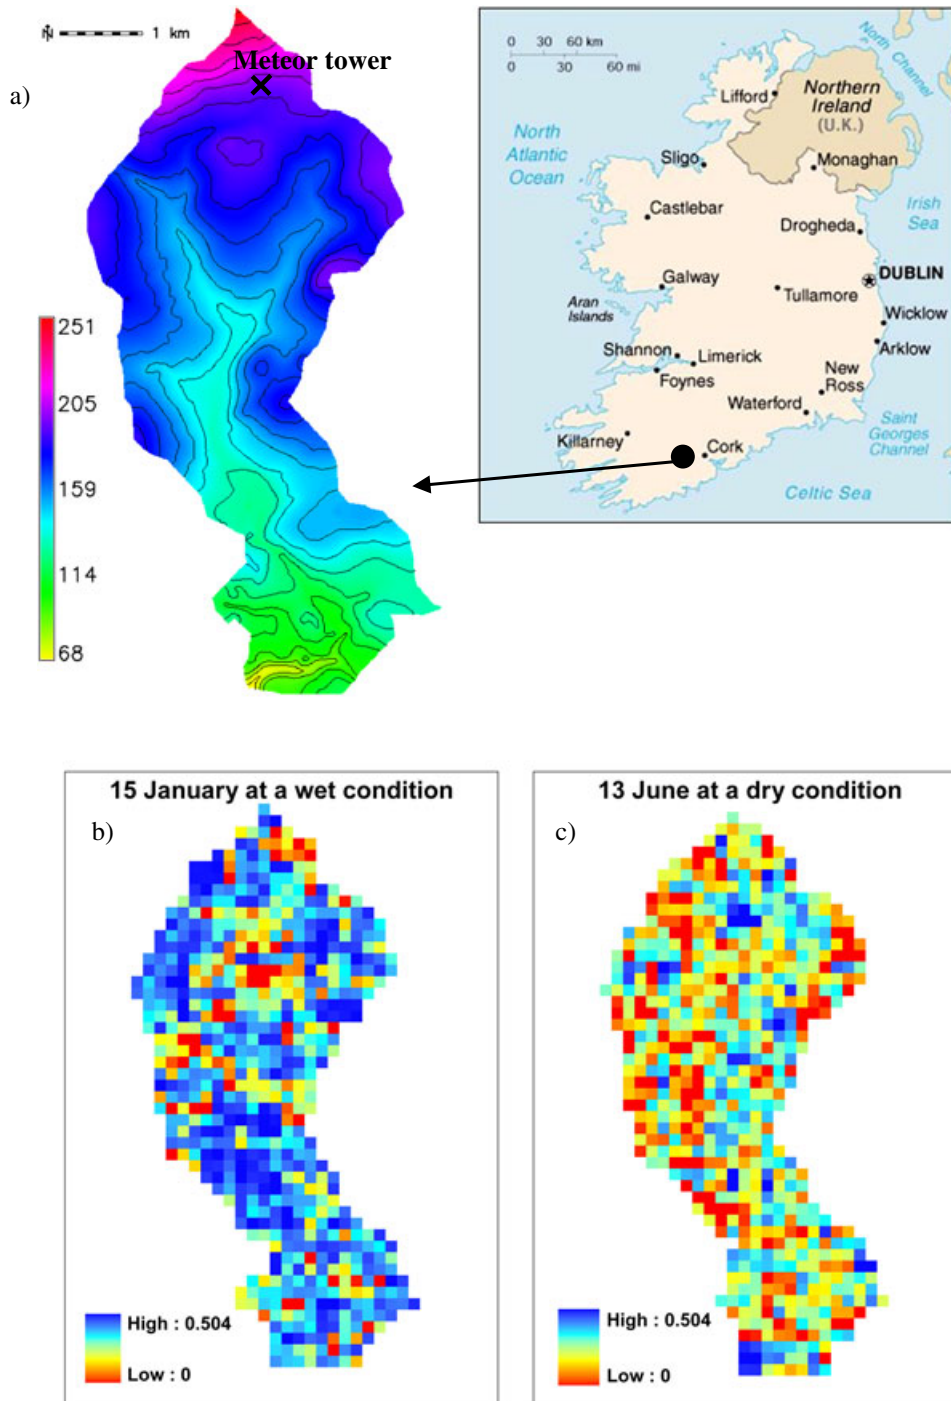 N
1 km
Meteor tower
a)
251
205
159
114
68
0 30 60 km
0 30 60 mi
North Channel
Lifford
Northern
Ireland
(U.K.)
North
Atlantic
Ocean
Sligo
Monaghan
Castlebar
Irish
Sea
Drogheda
Galway
DUBLIN
Aran
Islands
Tullamore
Wicklow
Shannon
Limerick
Arklow
Foynes
New
Ross
Waterford
Saint
Georges
Channel
Killarney
Cork
Celtic Sea
15 January at a wet condition
b)
High : 0.504
Low : 0
13 June at a dry condition
c)
High : 0.504
Low : 0